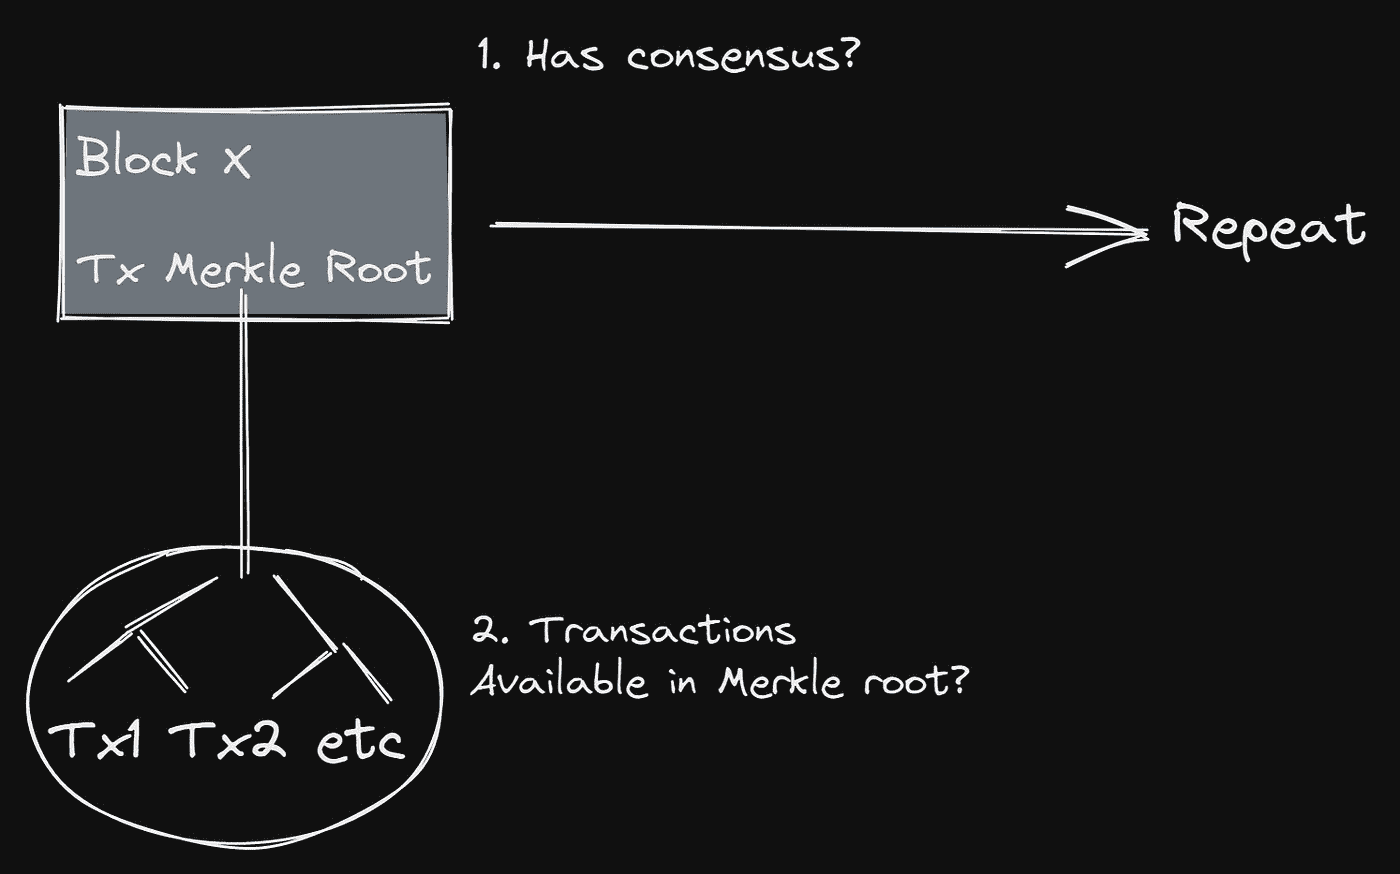 1. Has consensus?
Block X
Tx Merkle Root
Repeat
2. Transactions
Available in Merkle root?
Tx1 Tx2 etc